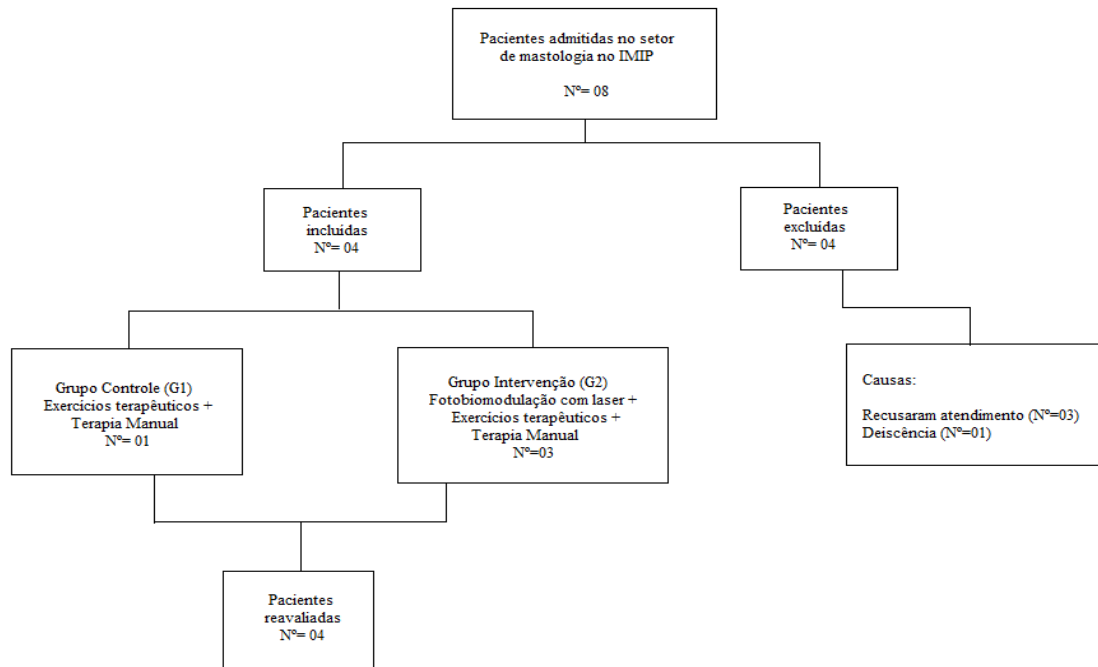 Pacientes admitidas no setor
de mastologia no IMIP
Nº= 08
Pacientes
incluídas
Nº= 04
Pacientes
excluídas
Nº= 04
Grupo Controle (G1)
Exercícios terapêuticos +
Terapia Manual
Nº= 01
Grupo Intervenção (G2)
Fotobiomodulação com laser +
Exercícios terapêuticos +
Terapia Manual
Nº=03
Causas:
Recusaram atendimento (Nº=03)
Deiscência (Nº=01)
Pacientes
reavaliadas
Nº= 04